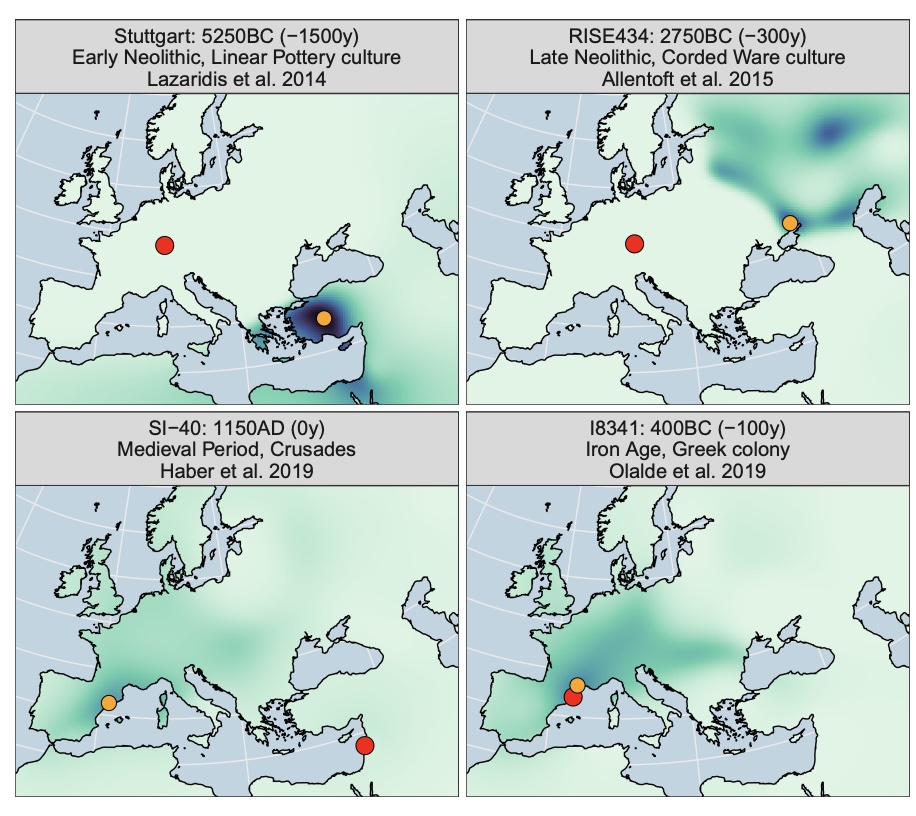 Stuttgart: 5250BC (−1500y)
Early Neolithic, Linear Pottery culture
Lazaridis et al. 2014
RISE434: 2750BC (−300y)
Late Neolithic, Corded Ware culture
Allentoft et al. 2015
SI−40: 1150AD (0y)
Medieval Period, Crusades
Haber et al. 2019
I8341: 400BC (−100y)
Iron Age, Greek colony
Olalde et al. 2019